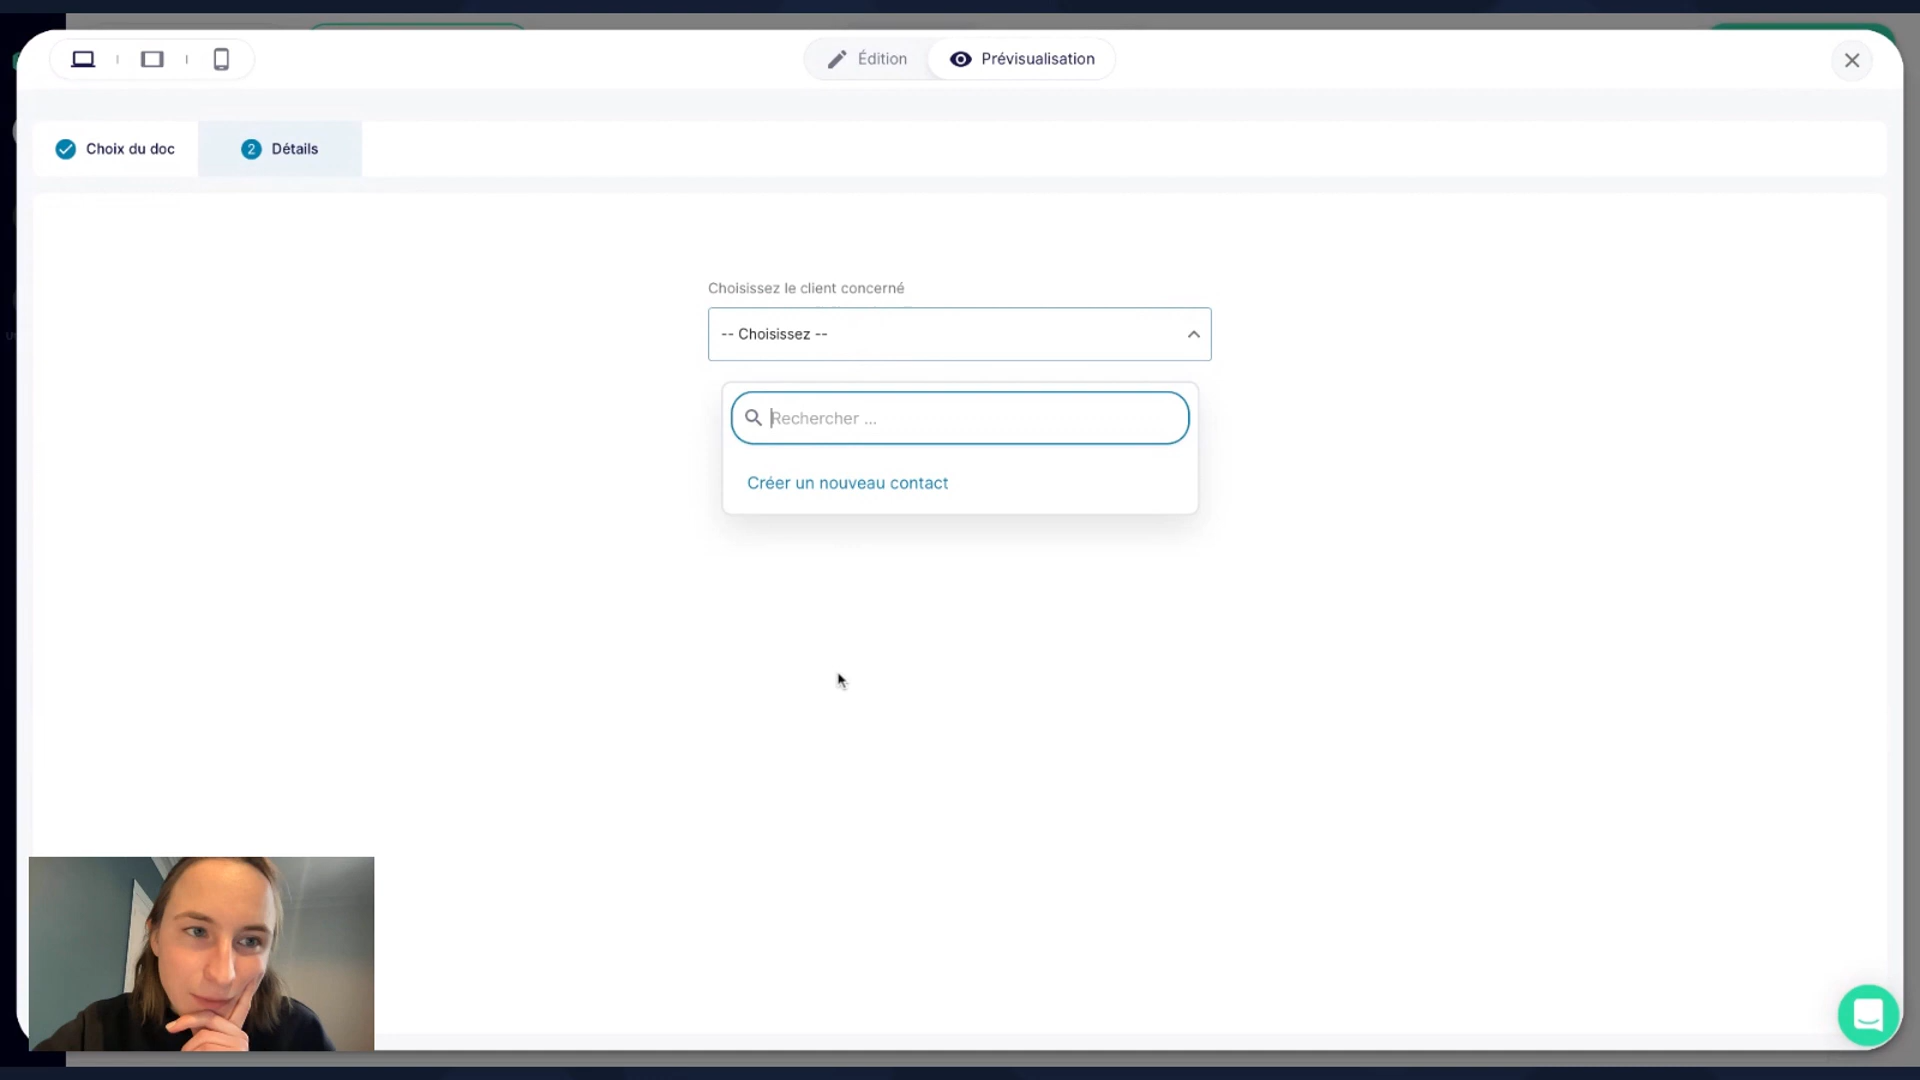 Édition
Prévisualisation
Choix du doc
2 Détails
Choisissez le client concerné
-- Choisissez --
Rechercher ...
Créer un nouveau contact